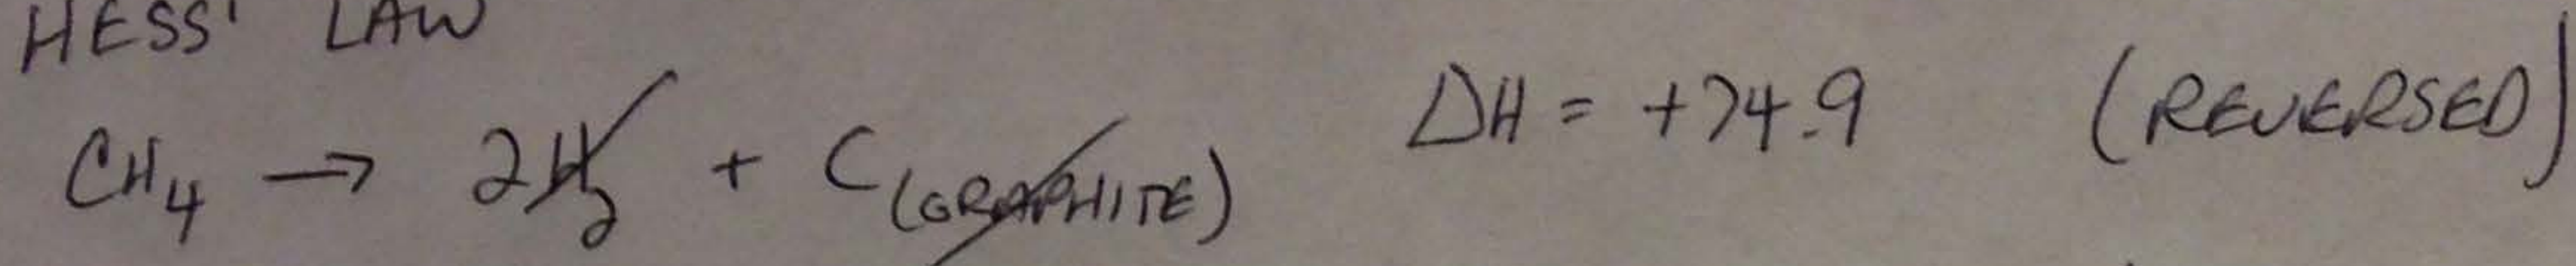 HESS' LAW
CH4 → 2H2 + C(GRAPHITE) ΔH = +74.9 (REVERSED)